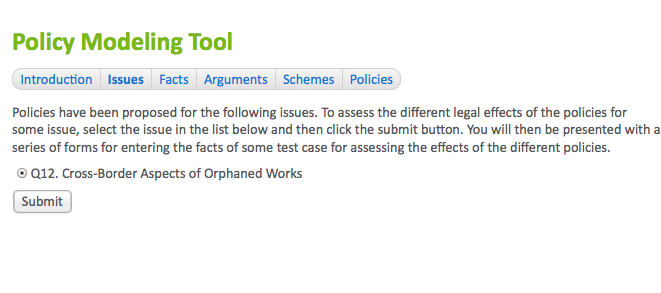 Policy Modeling Tool
Introduction Issues Facts Arguments Schemes Policies
Policies have been proposed for the following issues. To assess the different legal effects of the policies for
some issue, select the issue in the list below and then click the submit button. You will then be presented with a
series of forms for entering the facts of some test case for assessing the effects of the different policies.
Q12. Cross-Border Aspects of Orphaned Works
Submit